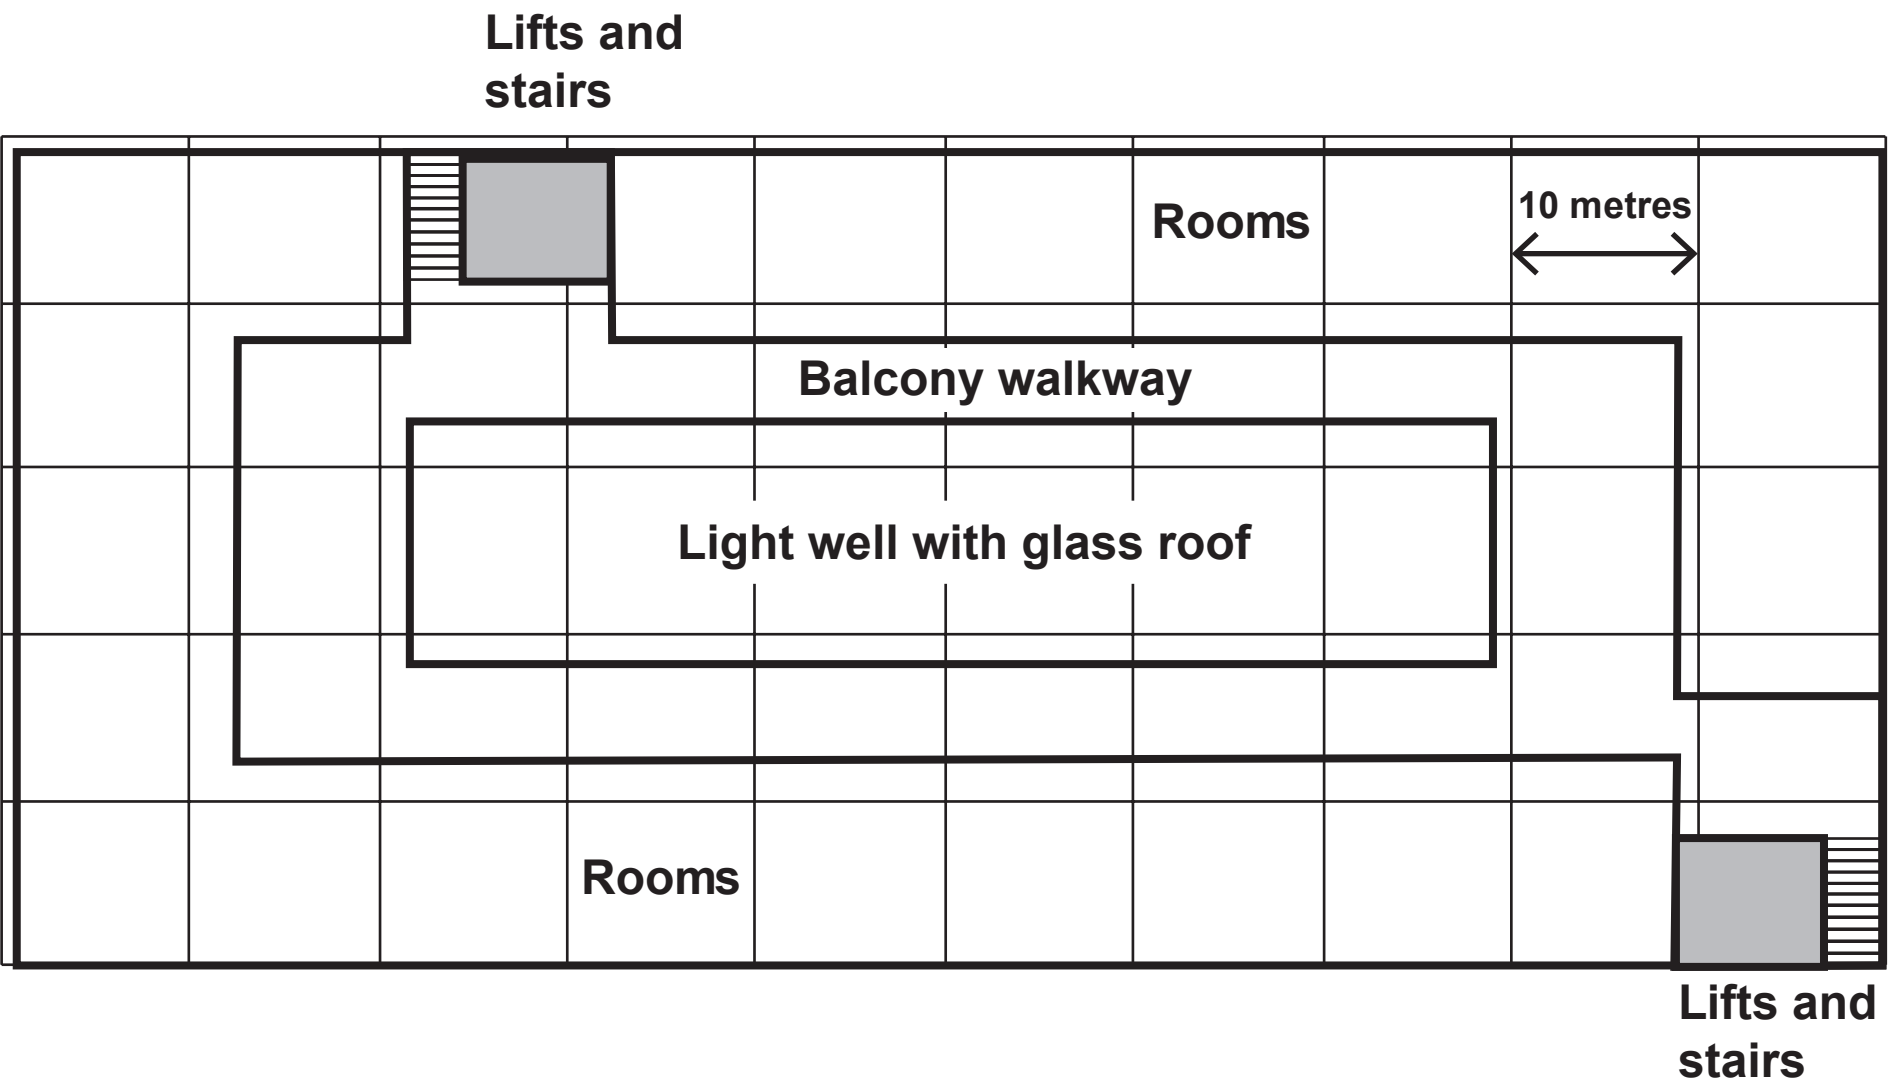 Lifts and
stairs
Rooms
10 metres
Balcony walkway
Light well with glass roof
Rooms
Lifts and
stairs